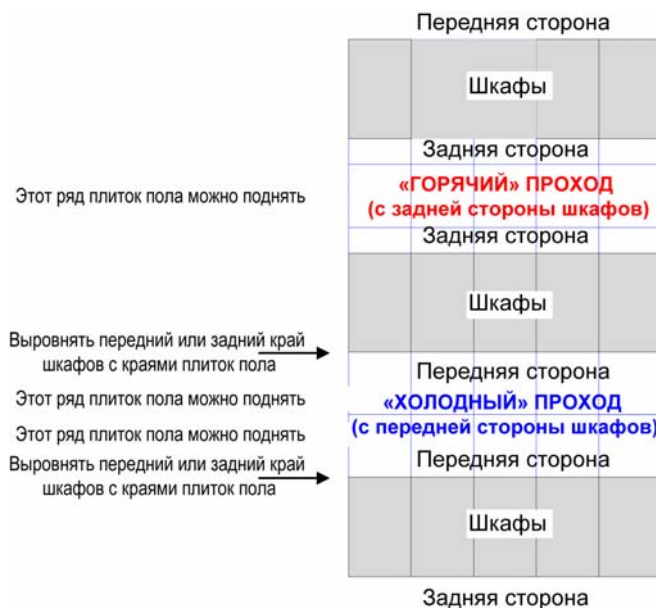 Передняя сторона
Шкафы
Задняя сторона
Этот ряд плиток пола можно поднять
«ГОРЯЧИЙ» ПРОХОД
(с задней стороны шкафов)
Задняя сторона
Шкафы
Выровнять передний или задний край
шкафов с краями плиток пола
Передняя сторона
Этот ряд плиток пола можно поднять
«ХОЛОДНЫЙ» ПРОХОД
(с передней стороны шкафов)
Этот ряд плиток пола можно поднять
Выровнять передний или задний край
шкафов с краями плиток пола
Передняя сторона
Шкафы
Задняя сторона